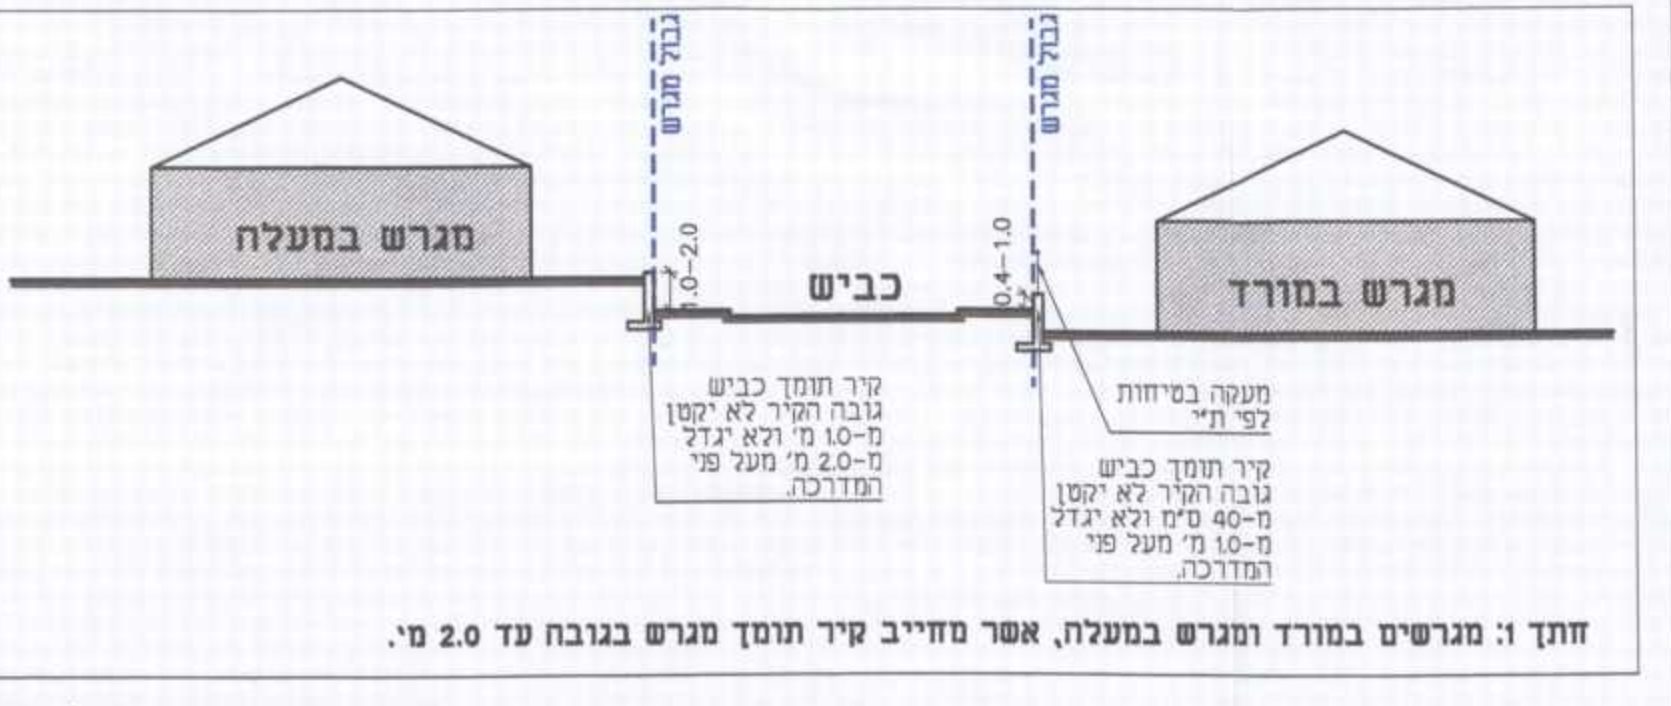 גבול מגרש
גבול מגרש
מגרש במעלה
1.0-2.0
כביש
0.4-1.0
מגרש במורד
מעקה בטיחות
לפי ת"י
קיר תומך כביש
גובה הקיר לא יקטן
מ-40 ס"מ ולא יגדל
מ-1.0 מ' מעל פני
המדרכה.
קיר תומך כביש
גובה הקיר לא יקטן
מ-1.0 מ' ולא יגדל
מ-2.0 מ' מעל פני
המדרכה.
חתך 1: מגרשים במורד ומגרש במעלה, אשר מחייב קיר תומך מגרש בגובה עד 2.0 מ'.